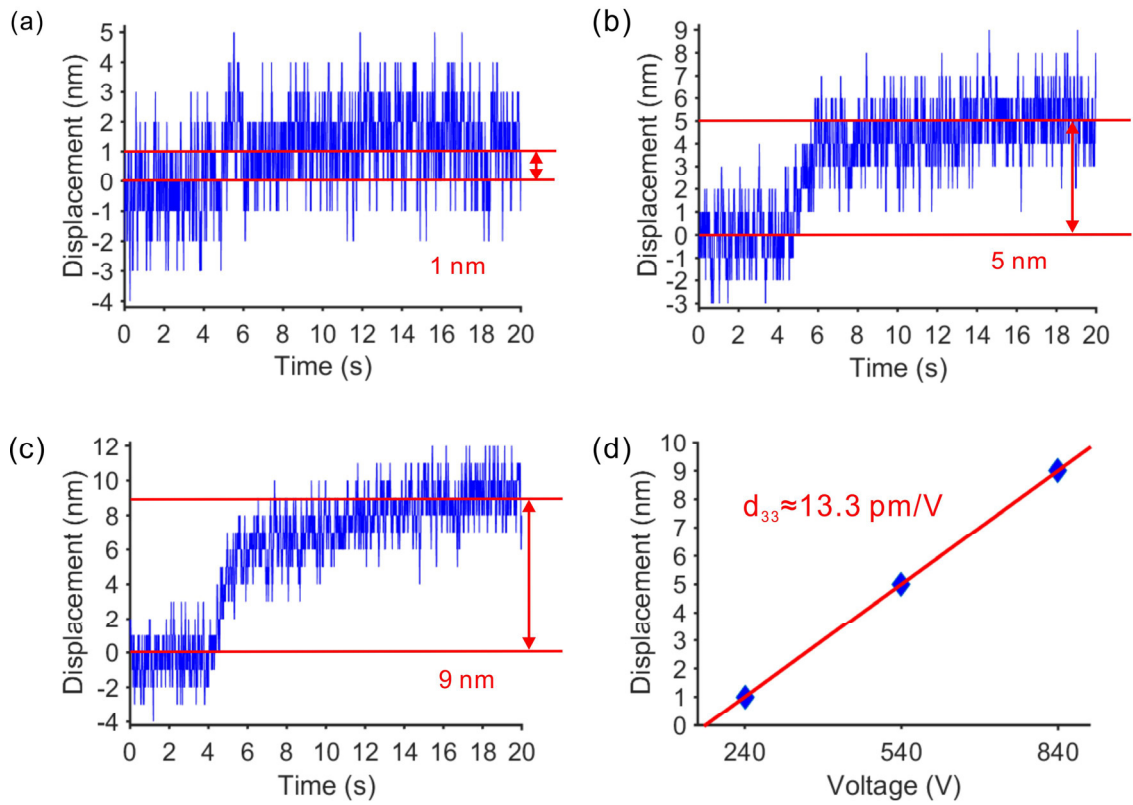 (a)
5
4
3
2
1
0
-1
-2
-3
-4
Displacement (nm)
1 nm
0 2 4 6 8 10 12 14 16 18 20
Time (s)
(b)
9
8
7
6
5
4
3
2
1
0
-1
-2
-3
Displacement (nm)
5 nm
0 2 4 6 8 10 12 14 16 18 20
Time (s)
(c)
12
10
8
6
4
2
0
-2
-4
Displacement (nm)
9 nm
0 2 4 6 8 10 12 14 16 18 20
Time (s)
(d)
10
9
8
7
6
5
4
3
2
1
0
Displacement (nm)
d₃₃≈13.3 pm/V
240 540 840
Voltage (V)